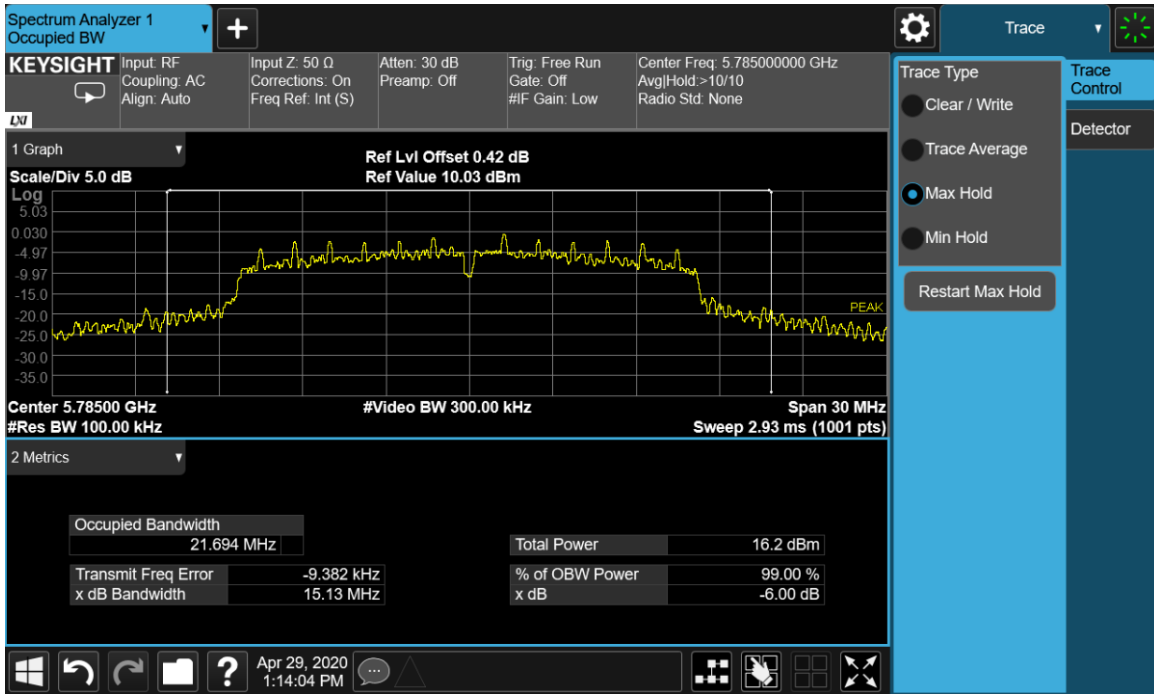 Spectrum Analyzer 1
Occupied BW
+
Trace
KEYSIGHT
LXI
Input: RF
Coupling: AC
Align: Auto
Input Z: 50 Ω
Corrections: On
Freq Ref: Int (S)
Atten: 30 dB
Preamp: Off
Trig: Free Run
Gate: Off
#IF Gain: Low
Center Freq: 5.785000000 GHz
Avg|Hold:>10/10
Radio Std: None
Trace Type
Clear / Write
Trace Average
Max Hold
Min Hold
Restart Max Hold
Trace
Control
Detector
1 Graph
Scale/Div 5.0 dB
Ref Lvl Offset 0.42 dB
Ref Value 10.03 dBm
Log
5.03
0.030
-4.97
-9.97
-15.0
-20.0
-25.0
-30.0
-35.0
PEAK
Center 5.78500 GHz
#Video BW 300.00 kHz
Span 30 MHz
#Res BW 100.00 kHz
Sweep 2.93 ms (1001 pts)
2 Metrics
Occupied Bandwidth
21.694 MHz
Total Power 16.2 dBm
Transmit Freq Error -9.382 kHz
% of OBW Power 99.00 %
x dB Bandwidth 15.13 MHz
x dB -6.00 dB
?
Apr 29, 2020
1:14:04 PM